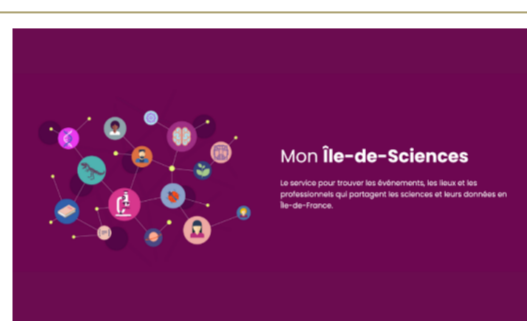 Mon Île-de-Sciences
Le service pour trouver les événements, les lieux et les
professionnels qui partagent les sciences et leurs données en
Île-de-France.